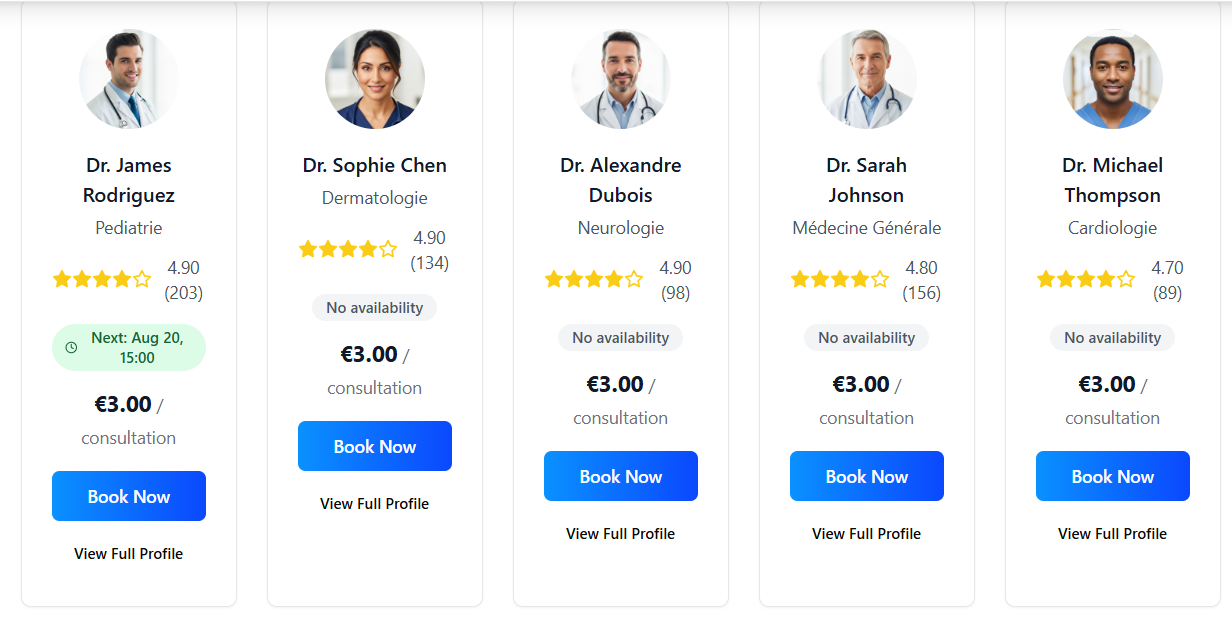 Dr. James
Rodriguez
Pediatrie
4.90
(203)
Next: Aug 20,
15:00
€3.00 /
consultation
Book Now
View Full Profile
Dr. Sophie Chen
Dermatologie
4.90
(134)
No availability
€3.00 /
consultation
Book Now
View Full Profile
Dr. Alexandre
Dubois
Neurologie
4.90
(98)
No availability
€3.00 /
consultation
Book Now
View Full Profile
Dr. Sarah
Johnson
Médecine Générale
4.80
(156)
No availability
€3.00 /
consultation
Book Now
View Full Profile
Dr. Michael
Thompson
Cardiologie
4.70
(89)
No availability
€3.00 /
consultation
Book Now
View Full Profile